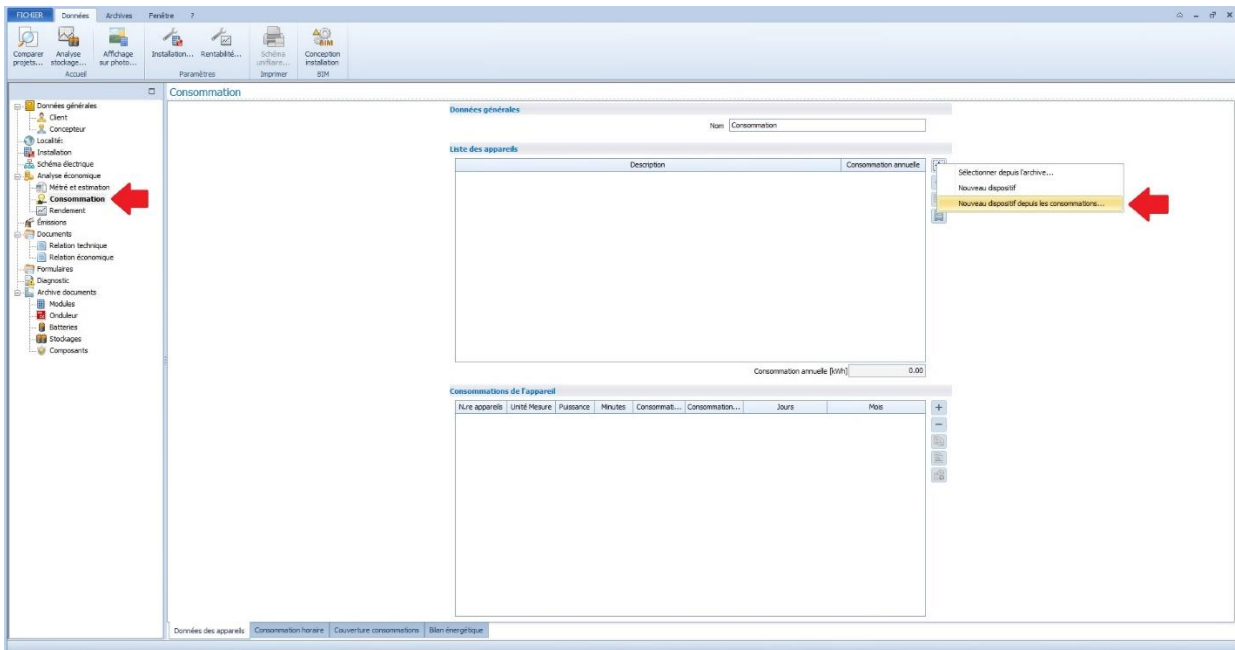 FICHIER Données Archives Fenêtre ?
Comparer projets... Analyse stockage... Affichage sur photo... Installation... Rentabilité... Schéma unifilaire... Conception installation
BIM
Accueil Paramètres Imprimer BIM
Consommation
Données générales
Client
Concepteur
Localité:
Installation
Schéma électrique
Analyse économique
Métré et estimation
Consommation
Rendement
Émissions
Documents
Relation technique
Relation économique
Formulaires
Diagnostic
Archive documents
Modules
Onduleur
Batteries
Stockages
Composants
Données générales
Nom Consommation
Liste des appareils
Description Consommation annuelle
Sélectionner depuis l'archive...
Nouveau dispositif
Nouveau dispositif depuis les consommations...
Consommation annuelle [kWh] 0.00
Consommations de l'appareil
N.re appareils Unité Mesure Puissance Minutes Consommati... Consommation... Jours Mois
Données des appareils Consommation horaire Couverture consommations Bilan énergétique